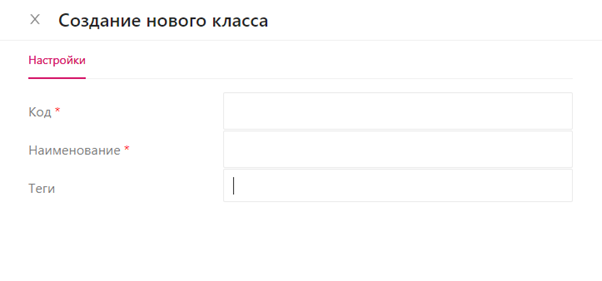 Создание нового класса
Настройки
Код *
Наименование *
Теги